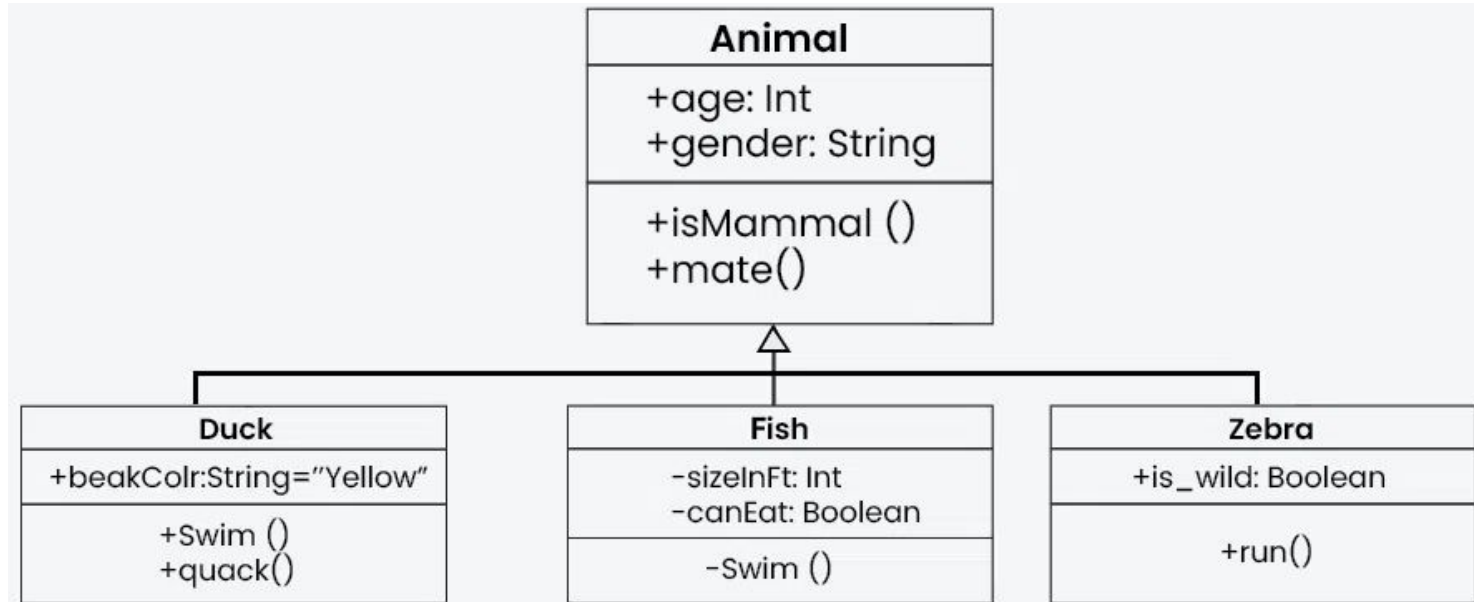 Animal
+age: Int
+gender: String
+isMammal ()
+mate()
Duck
+beakColr:String=”Yellow”
+Swim ()
+quack()
Fish
-sizeInFt: Int
-canEat: Boolean
-Swim ()
Zebra
+is_wild: Boolean
+run()